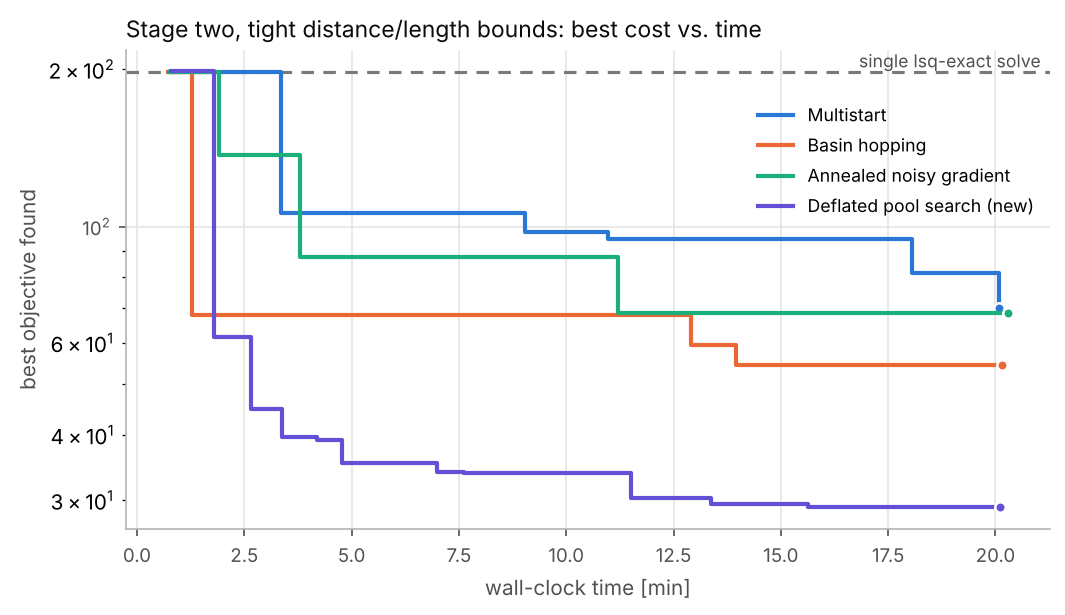 Stage two, tight distance/length bounds: best cost vs. time
single lsq-exact solve
Multistart
Basin hopping
Annealed noisy gradient
Deflated pool search (new)
best objective found
2 × 10²
10²
6 × 10¹
4 × 10¹
3 × 10¹
0.0 2.5 5.0 7.5 10.0 12.5 15.0 17.5 20.0
wall-clock time [min]